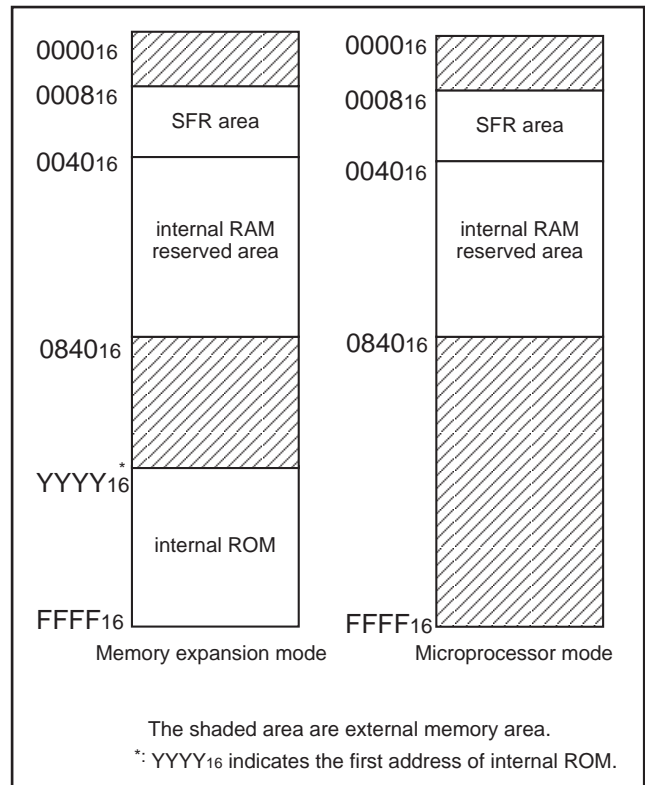 0000₁₆
0008₁₆
SFR area
0040₁₆
internal RAM
reserved area
0840₁₆
YYYY₁₆*
internal ROM
FFFF₁₆
Memory expansion mode
0000₁₆
0008₁₆
SFR area
0040₁₆
internal RAM
reserved area
0840₁₆
FFFF₁₆
Microprocessor mode
The shaded area are external memory area.
*: YYYY₁₆ indicates the first address of internal ROM.